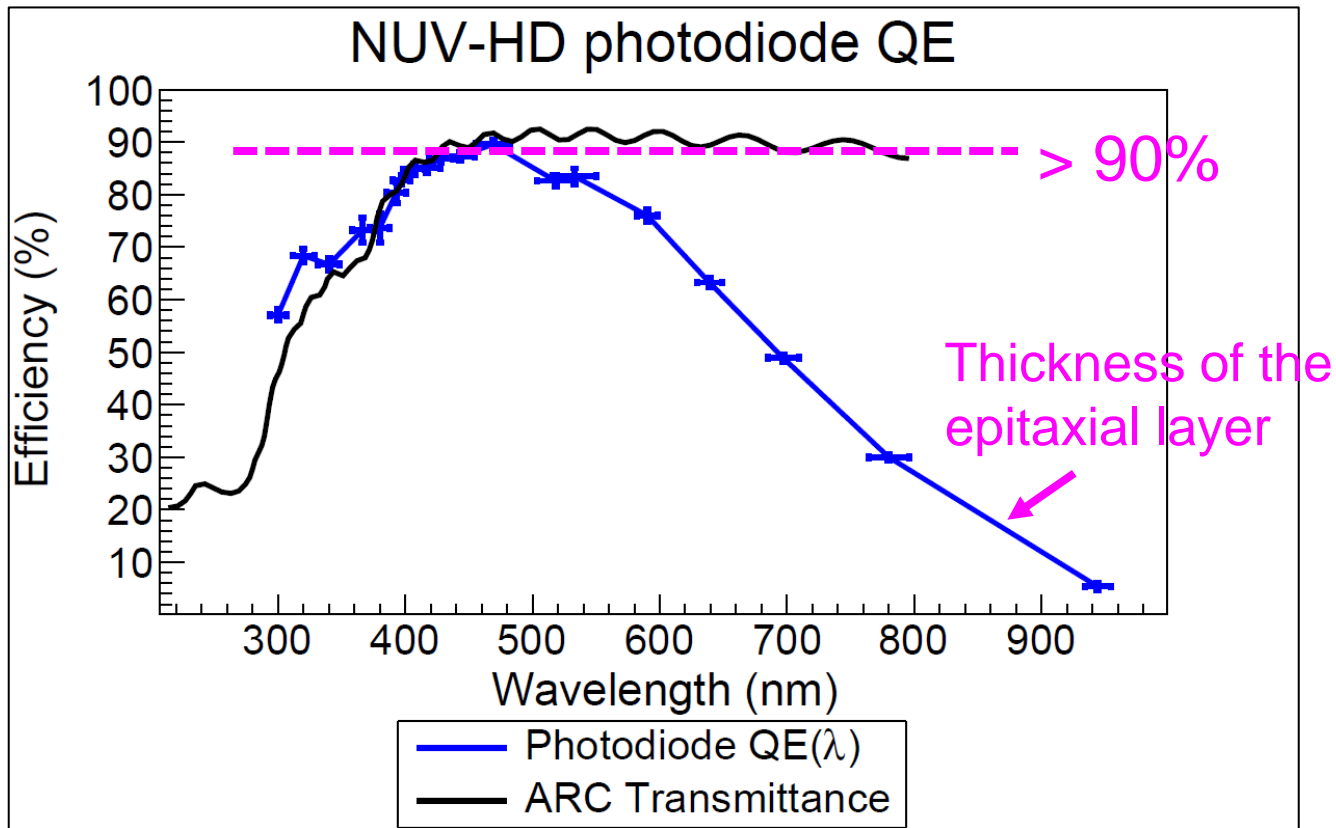 NUV-HD photodiode QE
100
90
80
70
60
50
40
30
20
10
Efficiency (%)
> 90%
Thickness of the
epitaxial layer
300 400 500 600 700 800 900
Wavelength (nm)
Photodiode QE(λ)
ARC Transmittance